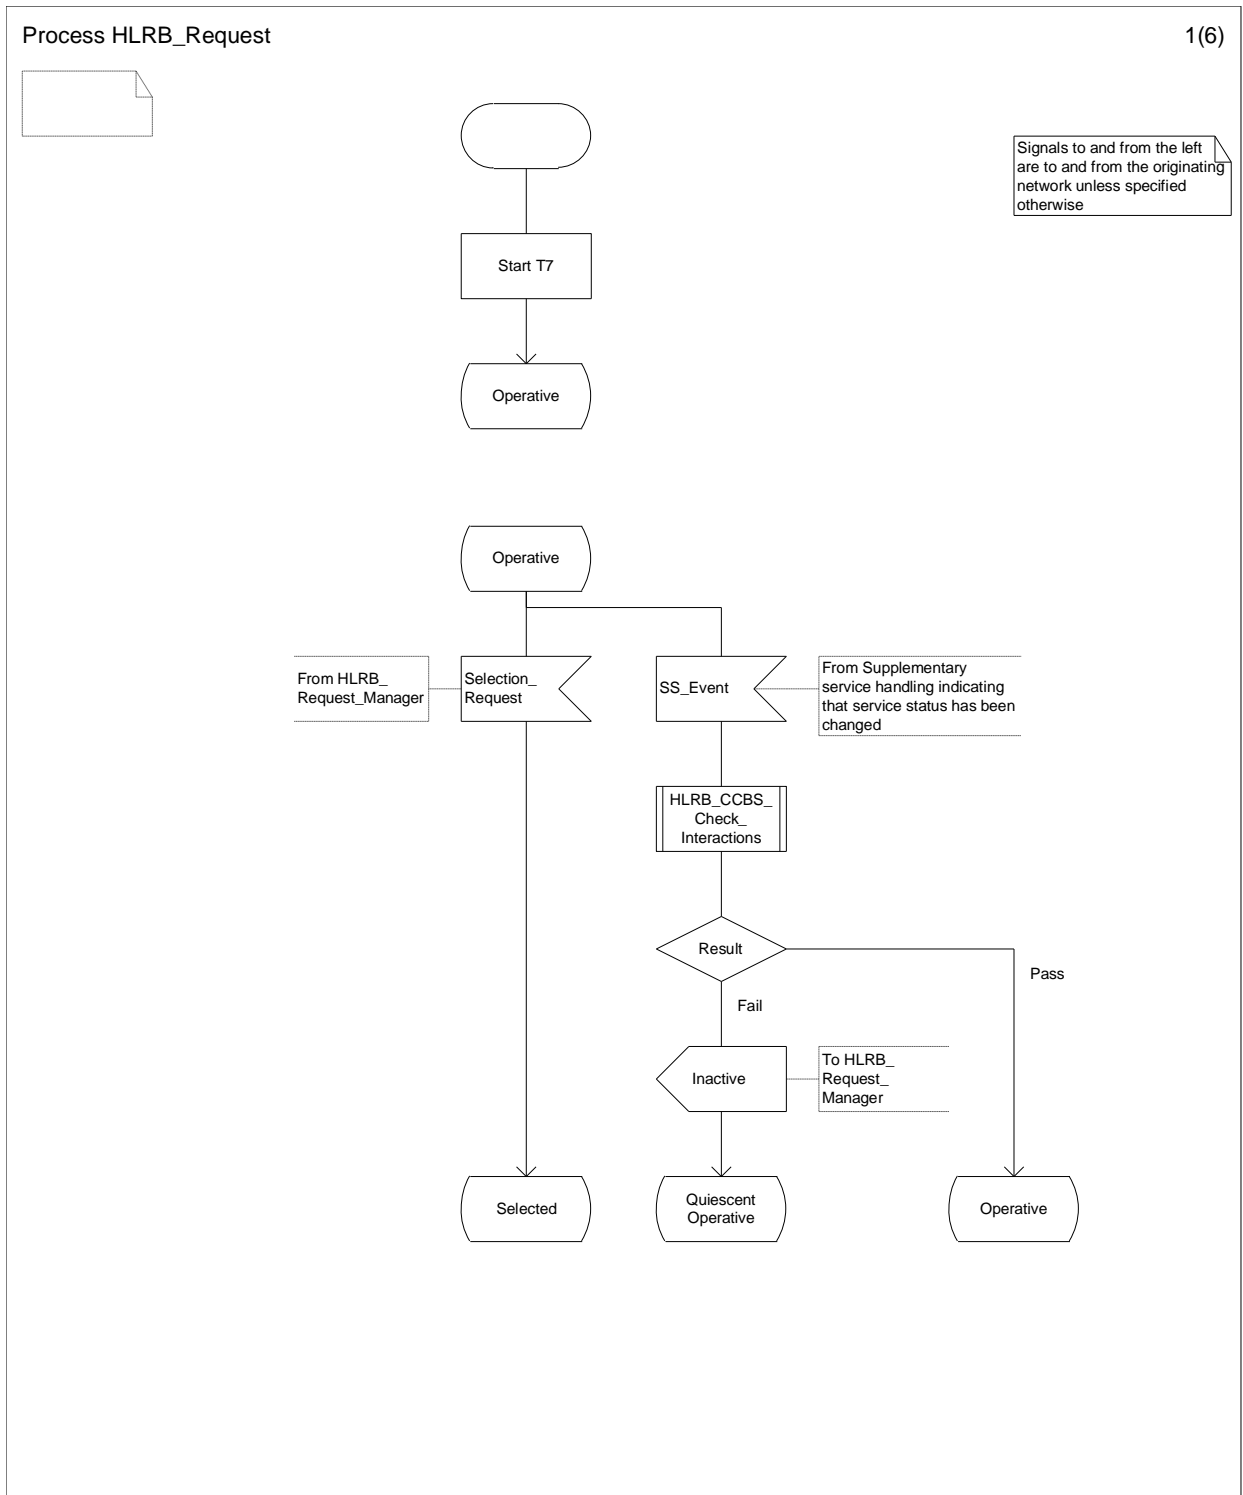 Process HLRB_Request
1(6)
Signals to and from the left
are to and from the originating
network unless specified
otherwise
Start T7
Operative
Operative
From HLRB_
Request_Manager
Selection_
Request
SS_Event
From Supplementary
service handling indicating
that service status has been
changed
HLRB_CCBS_
Check_
Interactions
Result
Pass
Fail
Inactive
To HLRB_
Request_
Manager
Selected
Quiescent
Operative
Operative